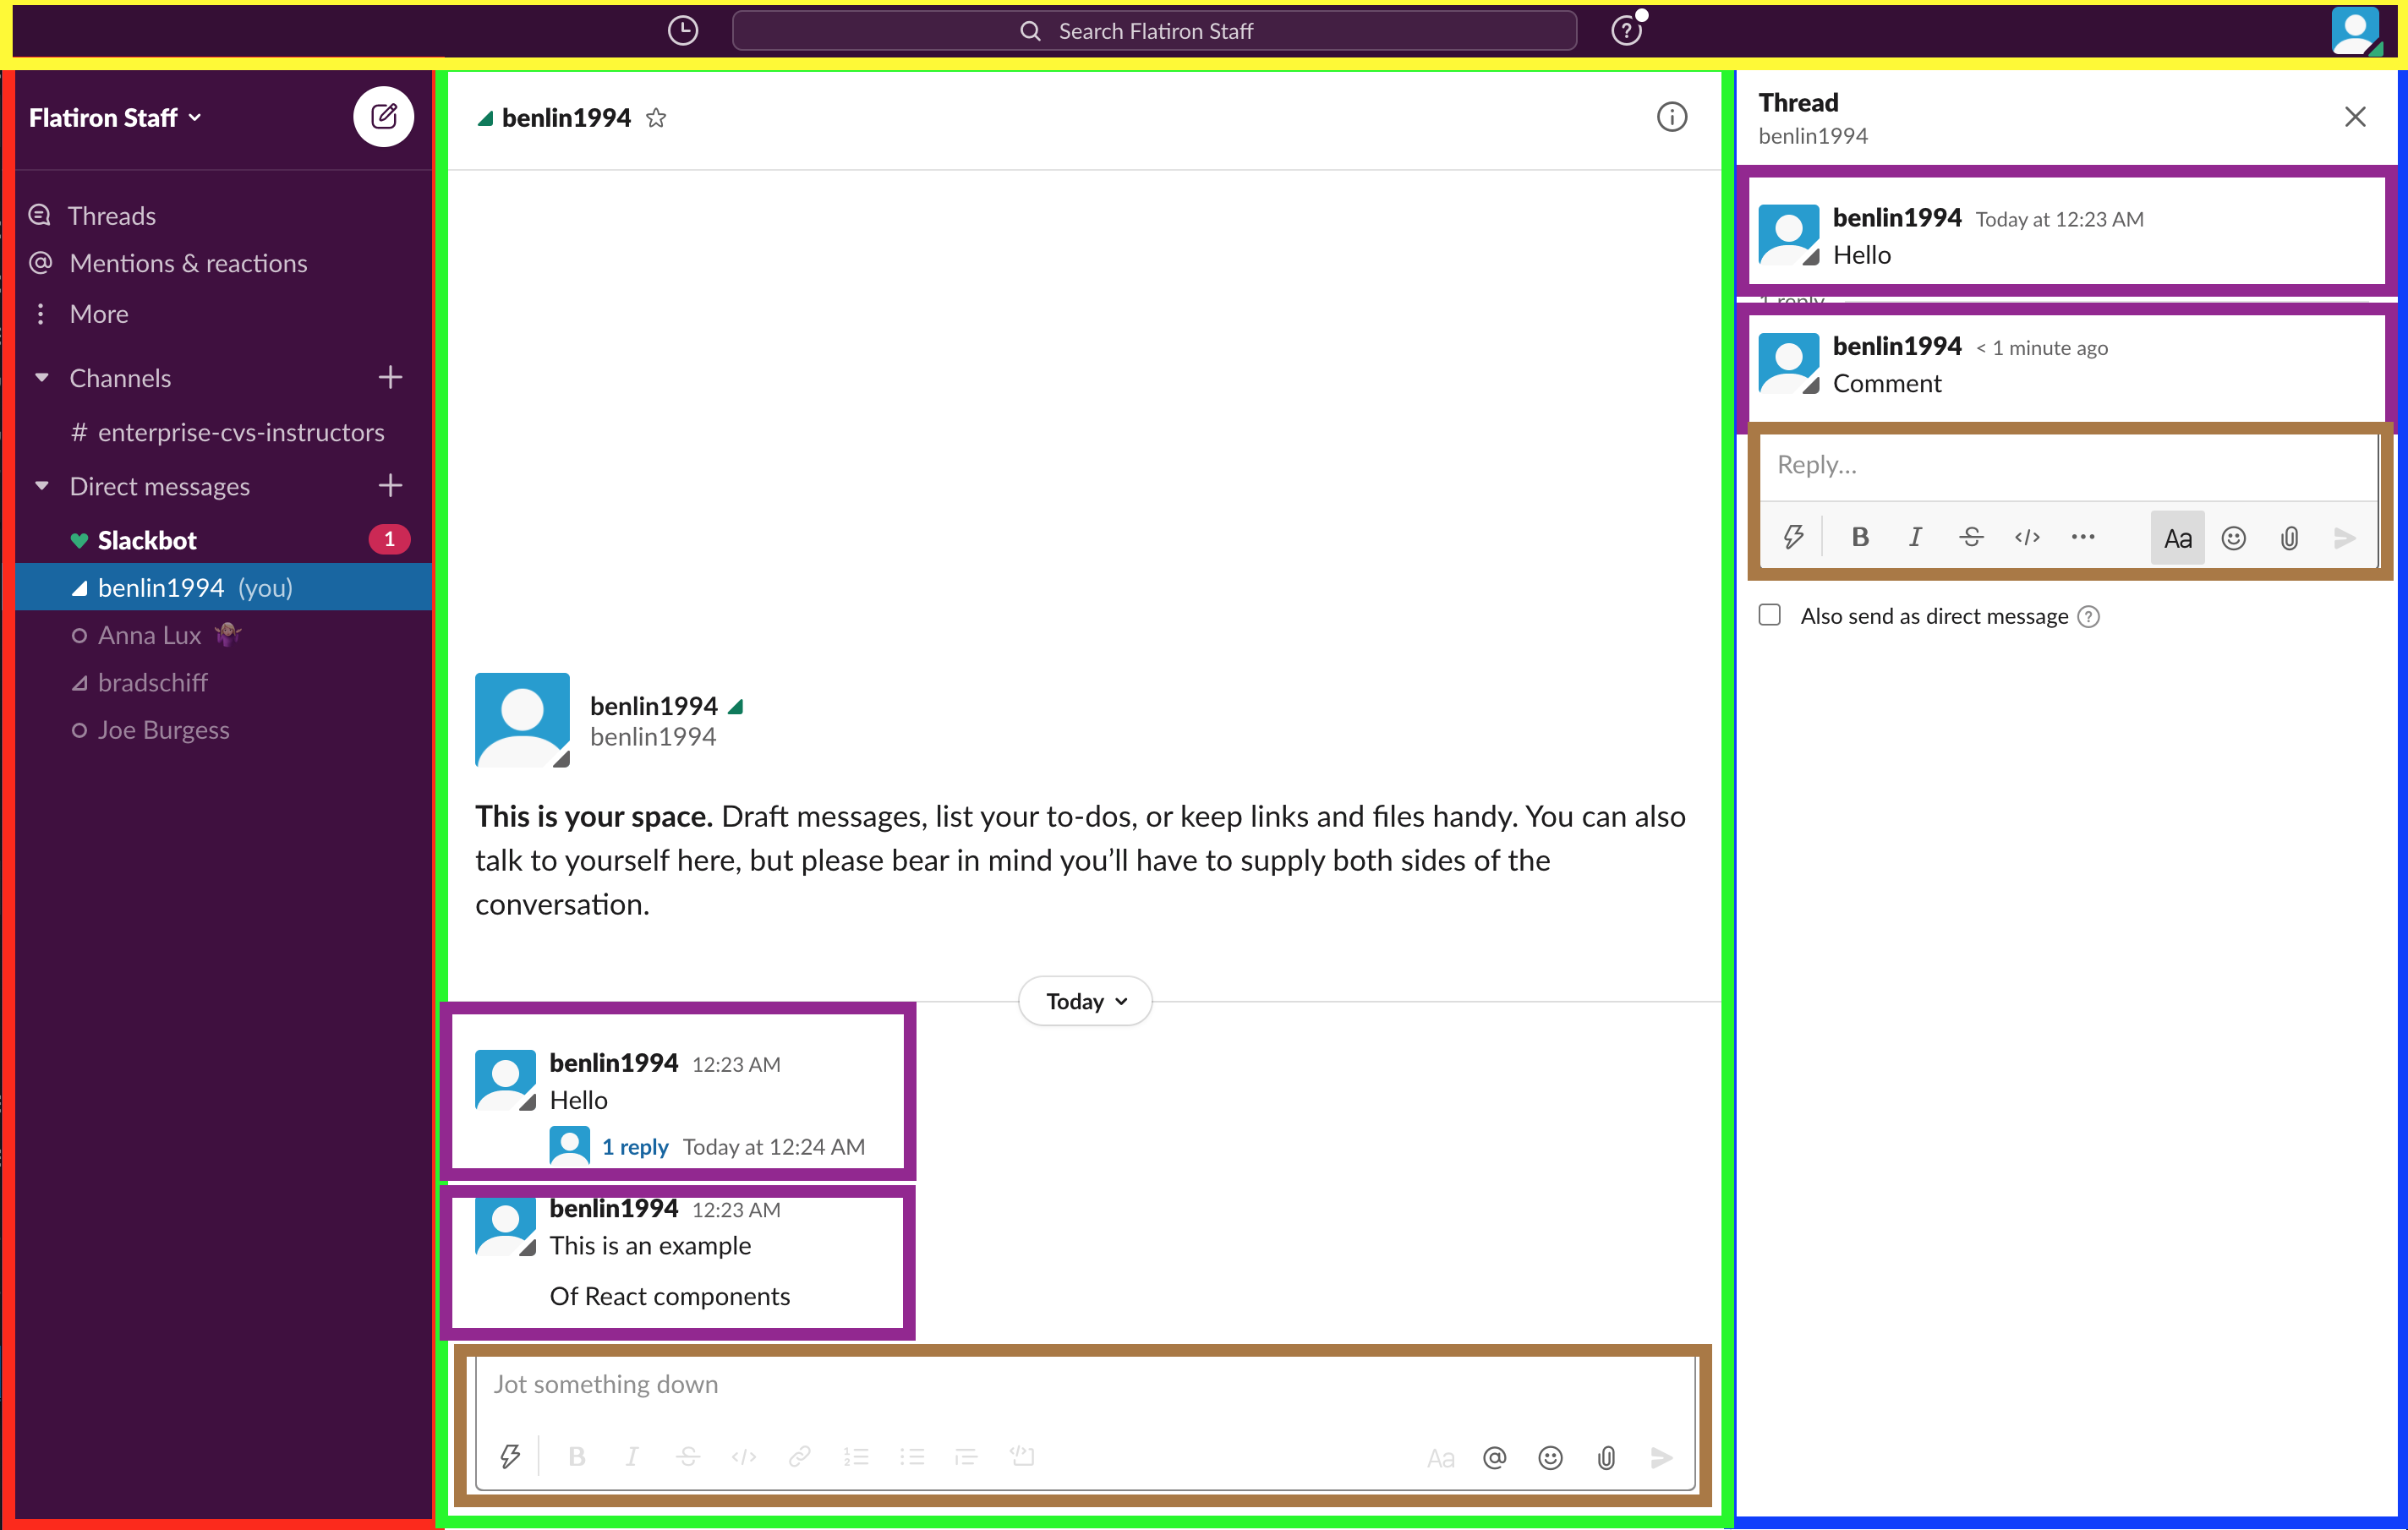 Search Flatiron Staff
Flatiron Staff
Threads
Mentions & reactions
More
Channels
# enterprise-cvs-instructors
Direct messages
Slackbot 1
benlin1994 (you)
Anna Lux
bradschiff
Joe Burgess
benlin1994
benlin1994
benlin1994
This is your space. Draft messages, list your to-dos, or keep links and files handy. You can also
talk to yourself here, but please bear in mind you’ll have to supply both sides of the
conversation.
Today
benlin1994 12:23 AM
Hello
1 reply Today at 12:24 AM
benlin1994 12:23 AM
This is an example
Of React components
Jot something down
B I S </> Aa @
Thread
benlin1994
benlin1994 Today at 12:23 AM
Hello
1 reply
benlin1994 < 1 minute ago
Comment
Reply...
B I S </> ... Aa
Also send as direct message ?